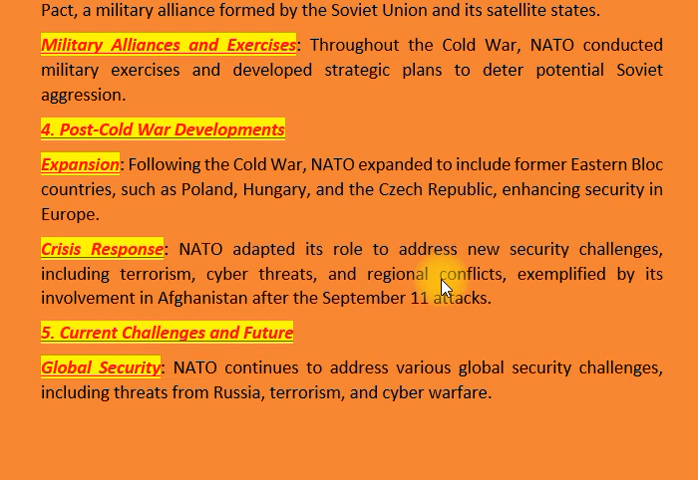 Pact, a military alliance formed by the Soviet Union and its satellite states.
Military Alliances and Exercises: Throughout the Cold War, NATO conducted
military exercises and developed strategic plans to deter potential Soviet
aggression.
4. Post-Cold War Developments
Expansion: Following the Cold War, NATO expanded to include former Eastern Bloc
countries, such as Poland, Hungary, and the Czech Republic, enhancing security in
Europe.
Crisis Response: NATO adapted its role to address new security challenges,
including terrorism, cyber threats, and regional conflicts, exemplified by its
involvement in Afghanistan after the September 11 attacks.
5. Current Challenges and Future
Global Security: NATO continues to address various global security challenges,
including threats from Russia, terrorism, and cyber warfare.